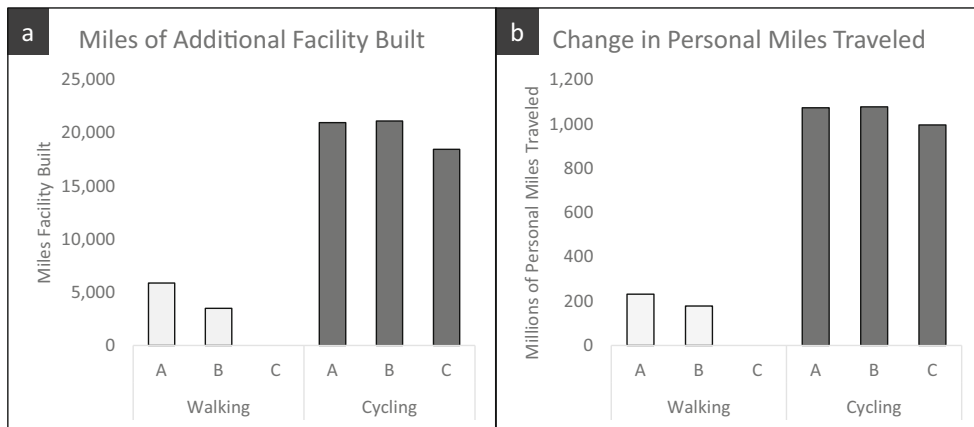 a
Miles of Additional Facility Built
Miles Facility Built
25,000
20,000
15,000
10,000
5,000
0
A B C A B C
Walking Cycling
b
Change in Personal Miles Traveled
Millions of Personal Miles Traveled
1,200
1,000
800
600
400
200
0
A B C A B C
Walking Cycling